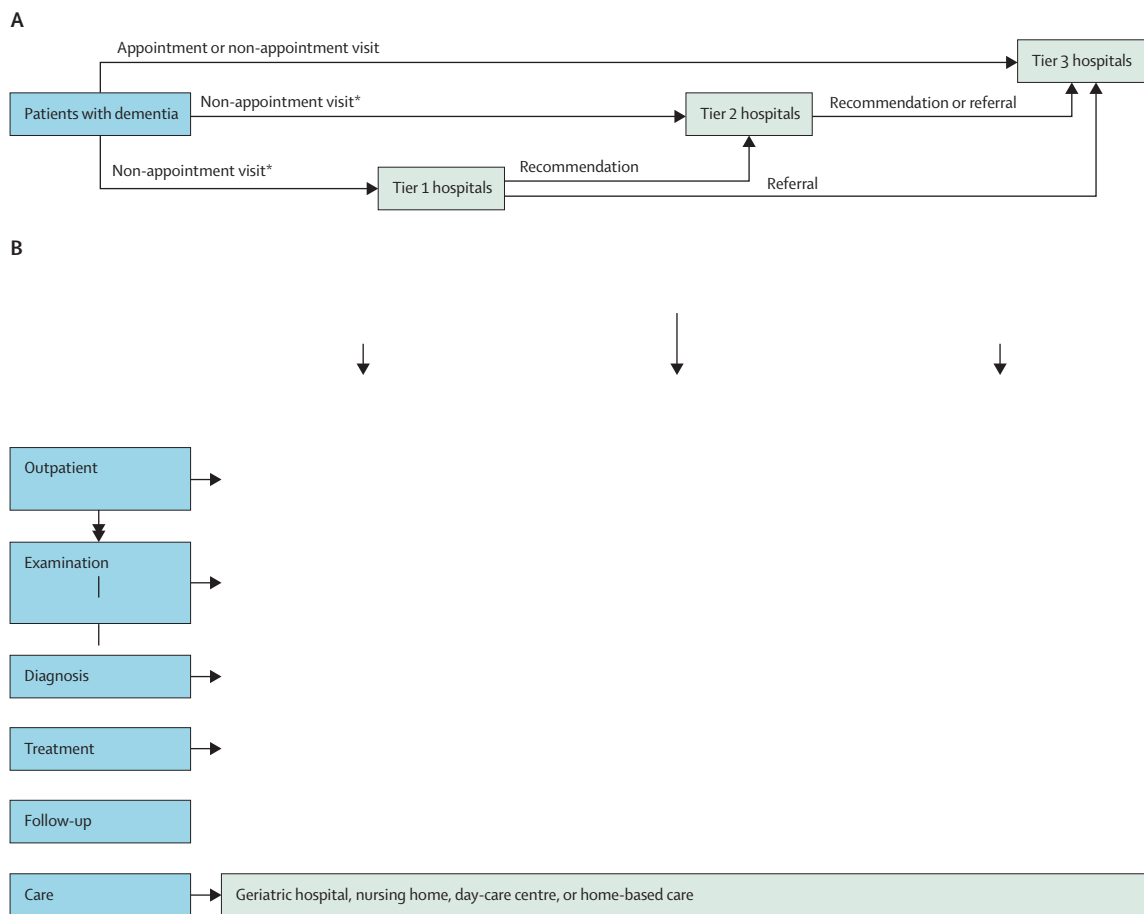 A
Appointment or non-appointment visit
Tier 3 hospitals
Patients with dementia
Non-appointment visit*
Tier 2 hospitals
Recommendation or referral
Non-appointment visit*
Tier 1 hospitals
Recommendation
Referral
B
Outpatient
Examination
Diagnosis
Treatment
Follow-up
Care
Geriatric hospital, nursing home, day-care centre, or home-based care